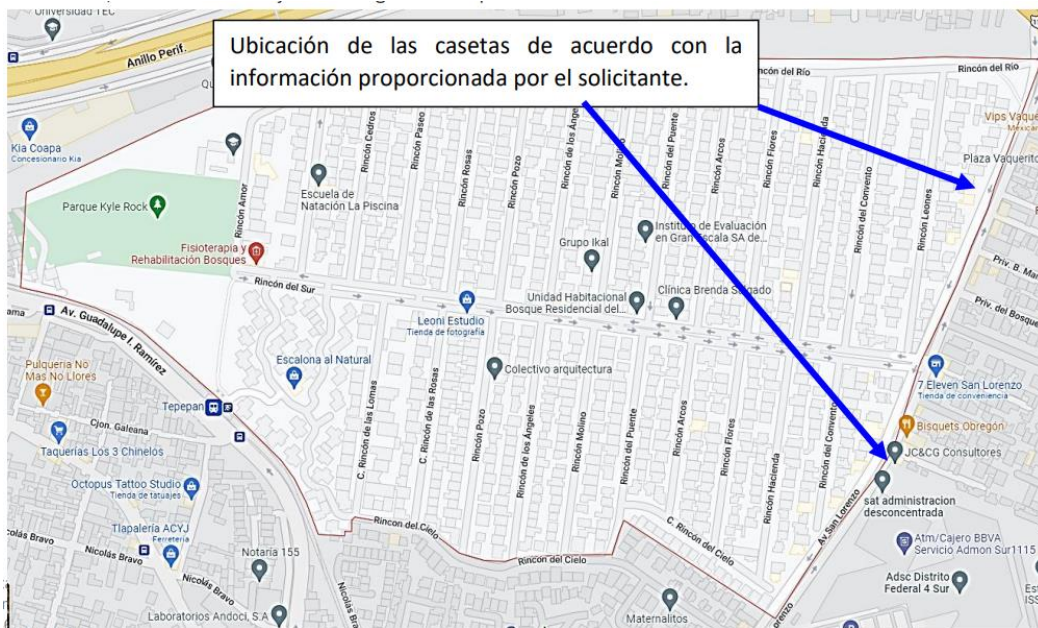 Universidad TEC
Anillo Perif.
Ubicación de las casetas de acuerdo con la
información proporcionada por el solicitante.
Rincón del Río
Kia Coapa
Concesionario Kia
Vips
Plaza Vaquerito
Escuela de
Natación La Piscina
Parque Kyle Rock
Rincón Amor
Rincón Cedros
Rincón Paseo
Rincón Rosas
Rincón Pozo
Rincón de los Ángeles
Rincón Molino
Rincón del Puente
Rincón Arcos
Rincón Flores
Rincón Hacienda
Rincón del Convento
Rincón Leones
Instituto de Evaluación
en Gran Escala SA de...
Grupo Ikal
Fisioterapia y
Rehabilitación Bosques
Priv. del Bosque
Rincón del Sur
Unidad Habitacional
Bosque Residencial del...
Clínica Brenda Salgado
Leoni Estudio
Tienda de fotografía
Av. Guadalupe I. Ramírez
Pulqueria No
Mas No Llores
Escalona al Natural
Colectivo arquitectura
7 Eleven San Lorenzo
Tienda de conveniencia
Tepepan
Bisquets Obregón
JC&CG Consultores
Cjon. Galeana
Taquerías Los 3 Chinelos
C. Rincón de las Lomas
C. Rincón de las Rosas
Rincón Pozo
Rincón de los Ángeles
Rincón Molino
Rincón del Puente
Rincón Arcos
Rincón Flores
Rincón Hacienda
Rincón del Convento
Octopus Tattoo Studio
Tienda de tatuajes
sat administracion
desconcentrada
Av San Lorenzo
Tlapalería ACYJ
Ferretería
Rincon del Cielo
C. Rincón del Cielo
Atm/Cajero BBVA
Servicio Admon Sur1115
Nicolás Bravo
Nicolás Bravo
Nicolás Bravo
Notaria 155
Rincon del Cielo
Adsc Distrito
Federal 4 Sur
Laboratorios Andoci, S.A
Maternalitos